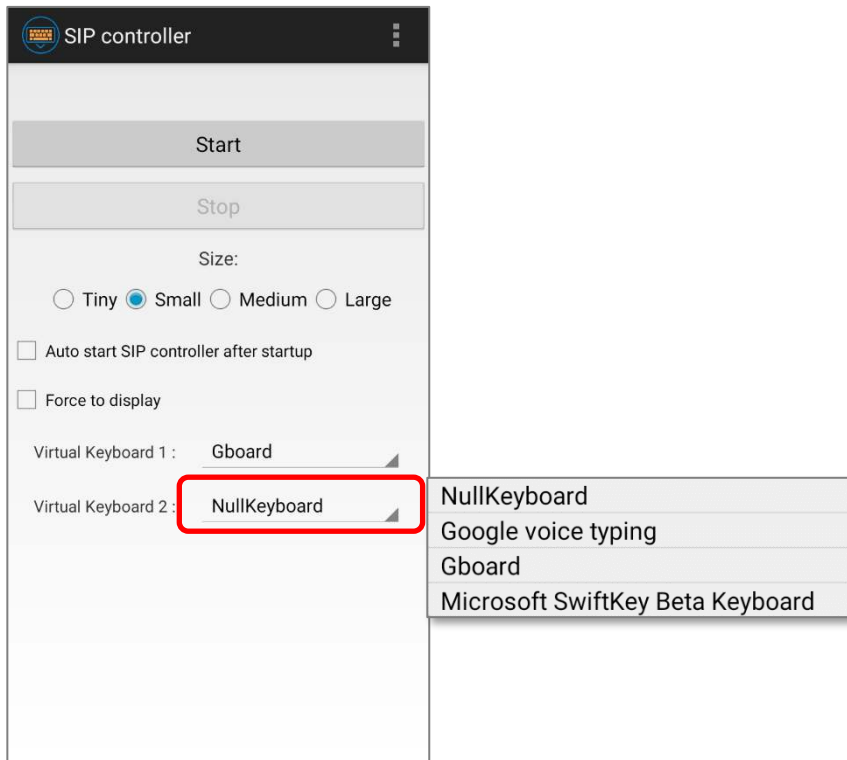 SIP controller
Start
Stop
Size:
Tiny Small Medium Large
Auto start SIP controller after startup
Force to display
Virtual Keyboard 1 : Gboard
Virtual Keyboard 2 : NullKeyboard
NullKeyboard
Google voice typing
Gboard
Microsoft SwiftKey Beta Keyboard